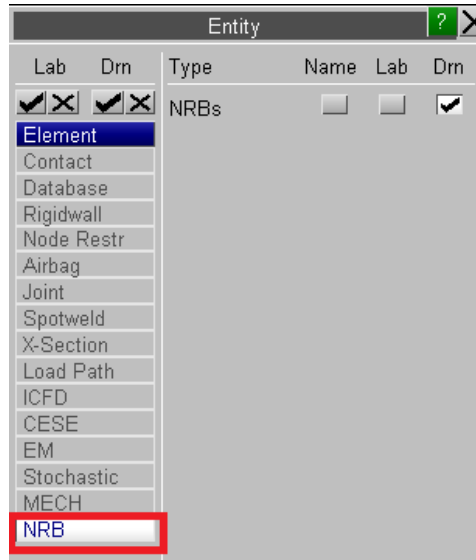 Entity ?
Lab Drn Type Name Lab Drn
NRBs
Element
Contact
Database
Rigidwall
Node Restr
Airbag
Joint
Spotweld
X-Section
Load Path
ICFD
CESE
EM
Stochastic
MECH
NRB